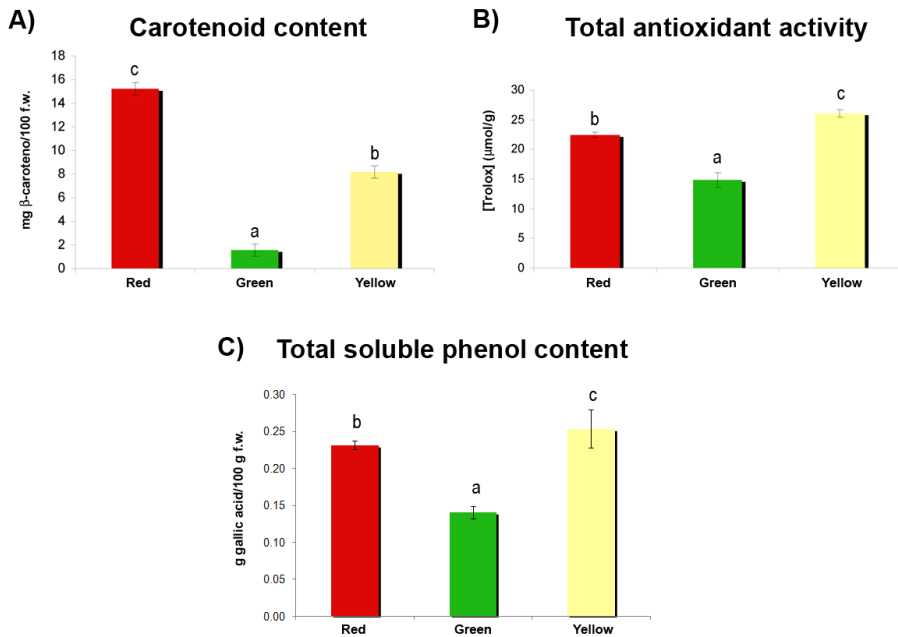 A) Carotenoid content
mg β-caroteno/100 f.w.
18
16
14
12
10
8
6
4
2
0
c
a
b
Red Green Yellow
B) Total antioxidant activity
[Trolox] (μmol/g)
35
30
25
20
15
10
5
0
b
a
c
Red Green Yellow
C) Total soluble phenol content
g gallic acid/100 g f.w.
0.30
0.25
0.20
0.15
0.10
0.05
0.00
b
a
c
Red Green Yellow